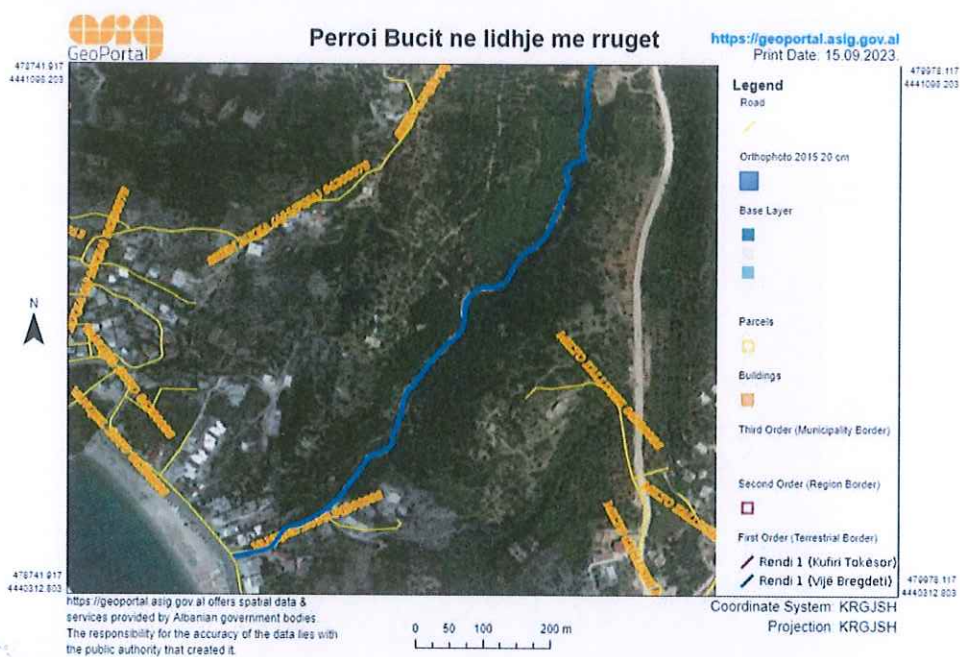 asig
GeoPortal
Perroi Bucit ne lidhje me rruget
https://geoportal.asig.gov.al
Print Date: 15.09.2023.
478741.917
4441098.203
479978.117
4441098.203
Legend
Road
Orthophoto 2015 20 cm
Base Layer
Parcels
Buildings
Third Order (Municipality Border)
Second Order (Region Border)
First Order (Terrestrial Border)
Rendi 1 (Kufiri Tokësor)
Rendi 1 (Vijë Bregdeti)
N
478741.917
4440312.803
479978.117
4440312.803
https://geoportal.asig.gov.al offers spatial data &
services provided by Albanian government bodies.
The responsibility for the accuracy of the data lies with
the public authority that created it.
0 50 100 200 m
Coordinate System: KRGJSH
Projection: KRGJSH